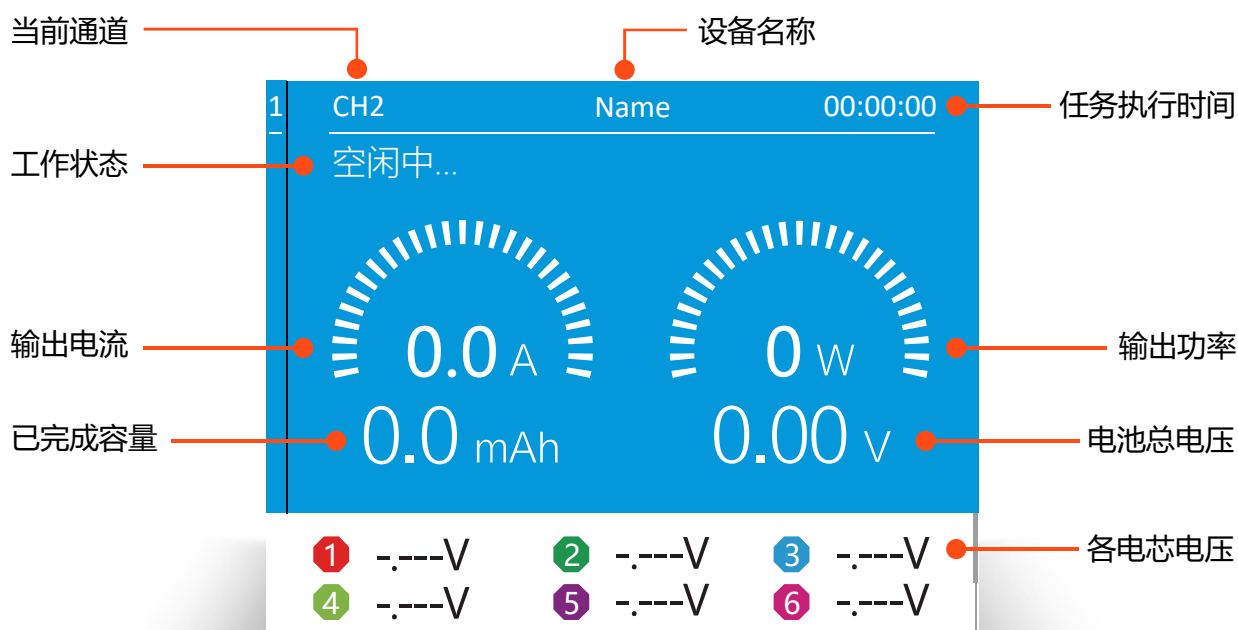 当前通道
设备名称
1 CH2 Name 00:00:00
任务执行时间
工作状态
空闲中...
输出电流
0.0 A
0 W
输出功率
已完成容量
0.0 mAh
0.00 V
电池总电压
1 -.---V 2 -.---V 3 -.---V
各电芯电压
4 -.---V 5 -.---V 6 -.---V